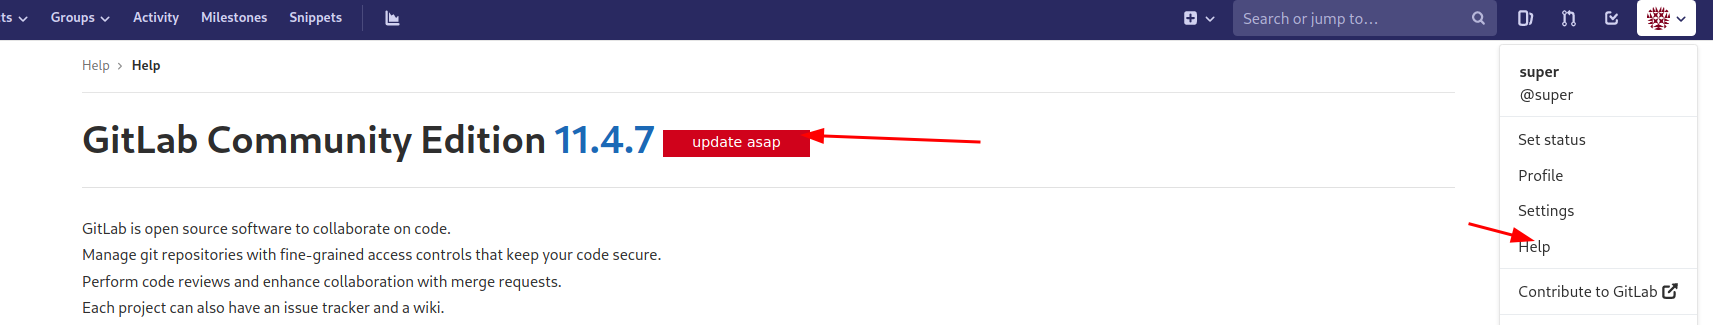 ts Groups Activity Milestones Snippets Search or jump to...
super
@super
Set status
Profile
Settings
Help
Contribute to GitLab
Help > Help
GitLab Community Edition 11.4.7 update asap
GitLab is open source software to collaborate on code.
Manage git repositories with fine-grained access controls that keep your code secure.
Perform code reviews and enhance collaboration with merge requests.
Each project can also have an issue tracker and a wiki.